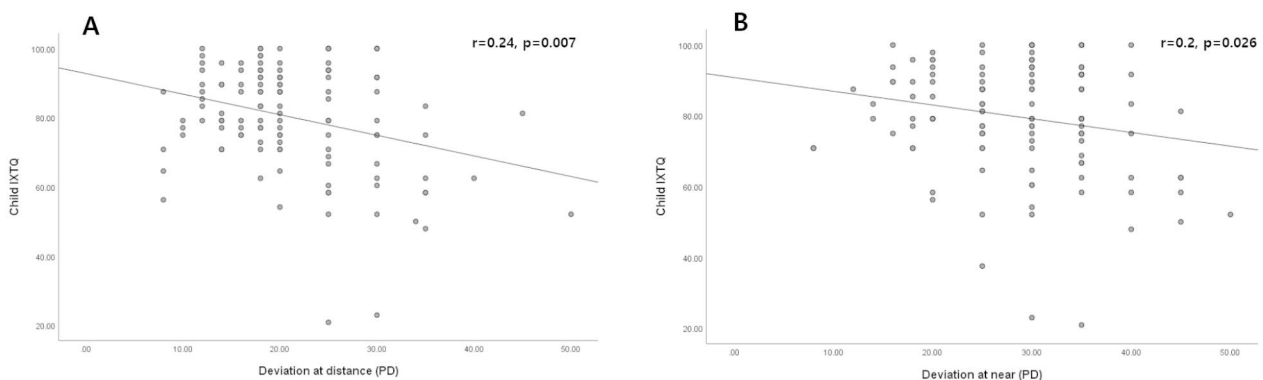 A
r=0.24, p=0.007
100.00
80.00
60.00
40.00
20.00
Child IXTQ
.00
10.00
20.00
30.00
40.00
50.00
Deviation at distance (PD)
B
r=0.2, p=0.026
100.00
80.00
60.00
40.00
20.00
Child IXTQ
.00
10.00
20.00
30.00
40.00
50.00
Deviation at near (PD)